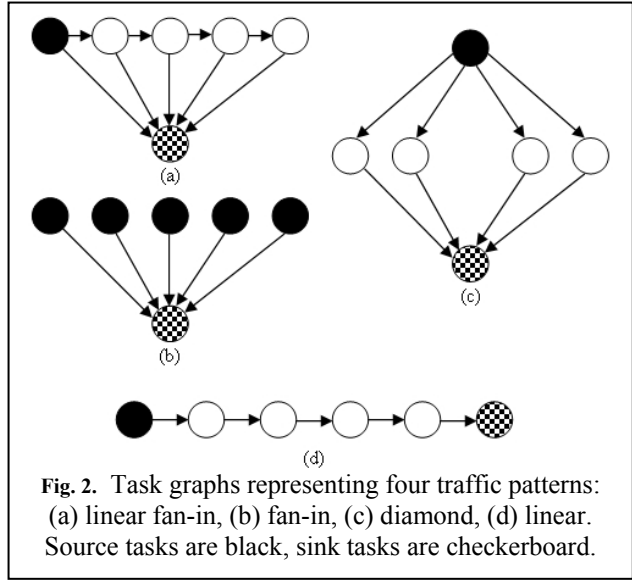 (a)
(b)
(c)
(d)
Fig. 2. Task graphs representing four traffic patterns:
(a) linear fan-in, (b) fan-in, (c) diamond, (d) linear.
Source tasks are black, sink tasks are checkerboard.